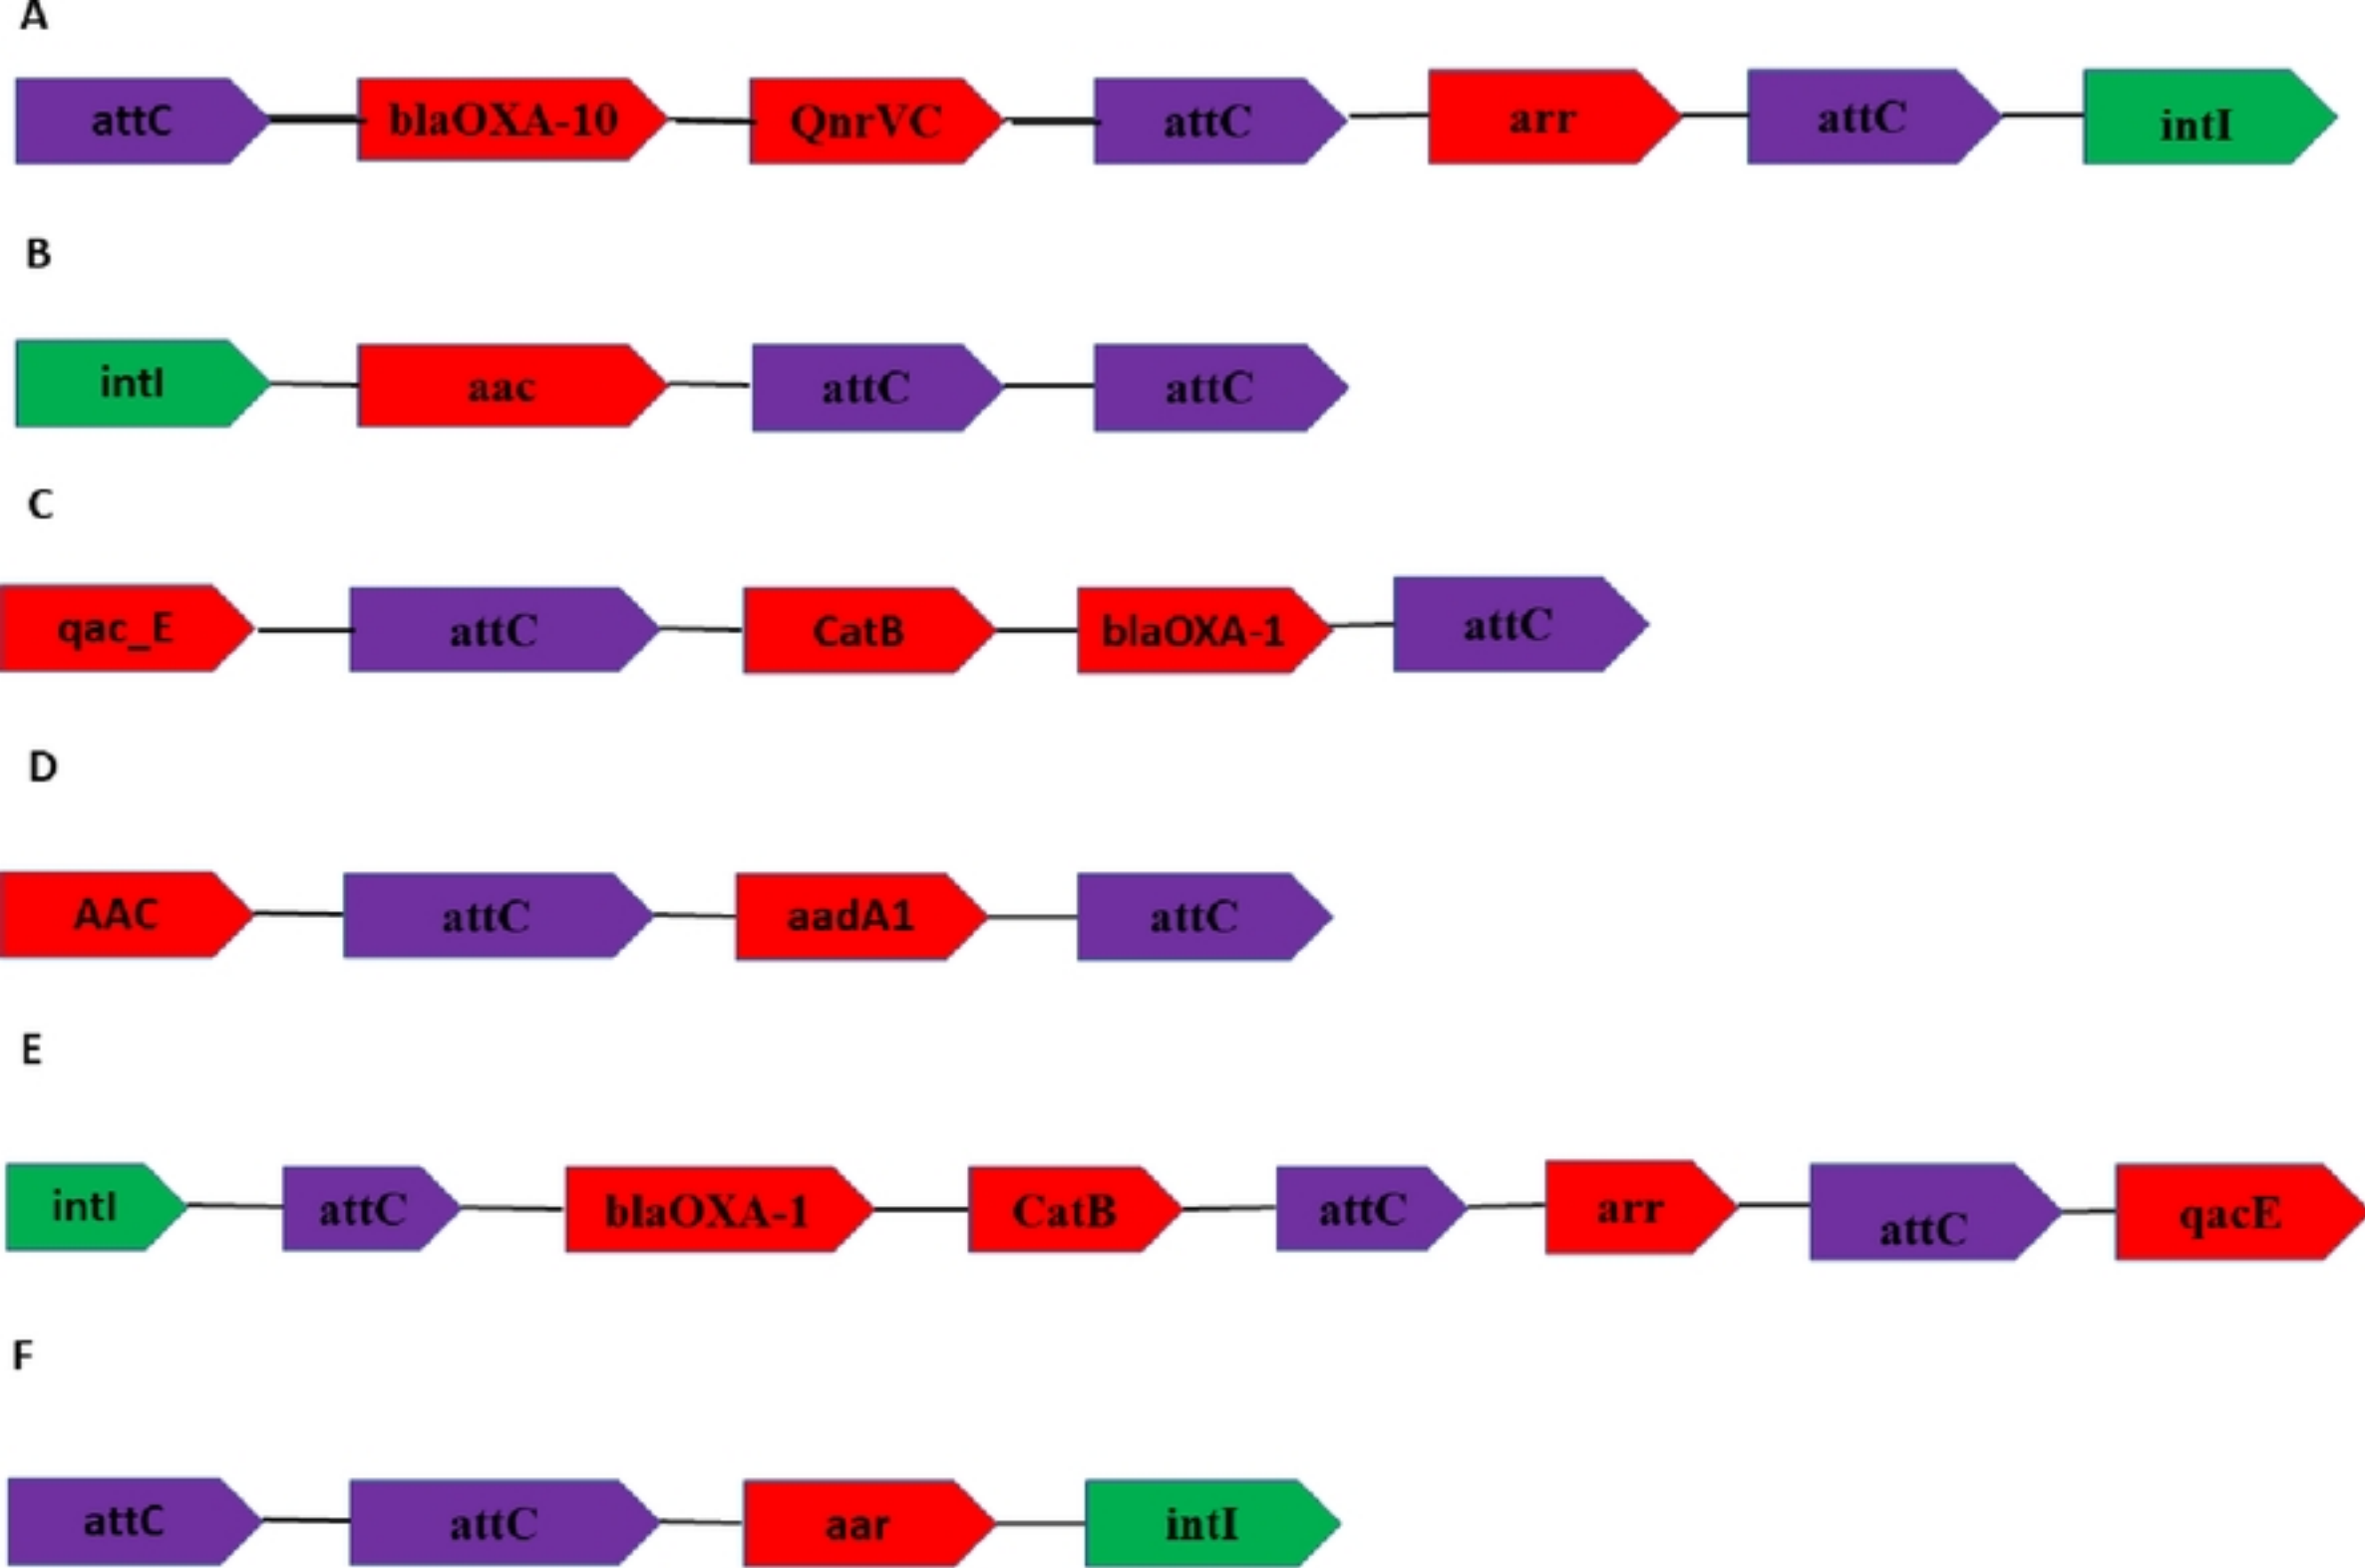 A
attC blaOXA-10 QnrVC attC arr attC intI
B
intI aac attC attC
C
qac_E attC CatB blaOXA-1 attC
D
AAC attC aadA1 attC
E
intI attC blaOXA-1 CatB attC arr attC qacE
F
attC attC aar intI